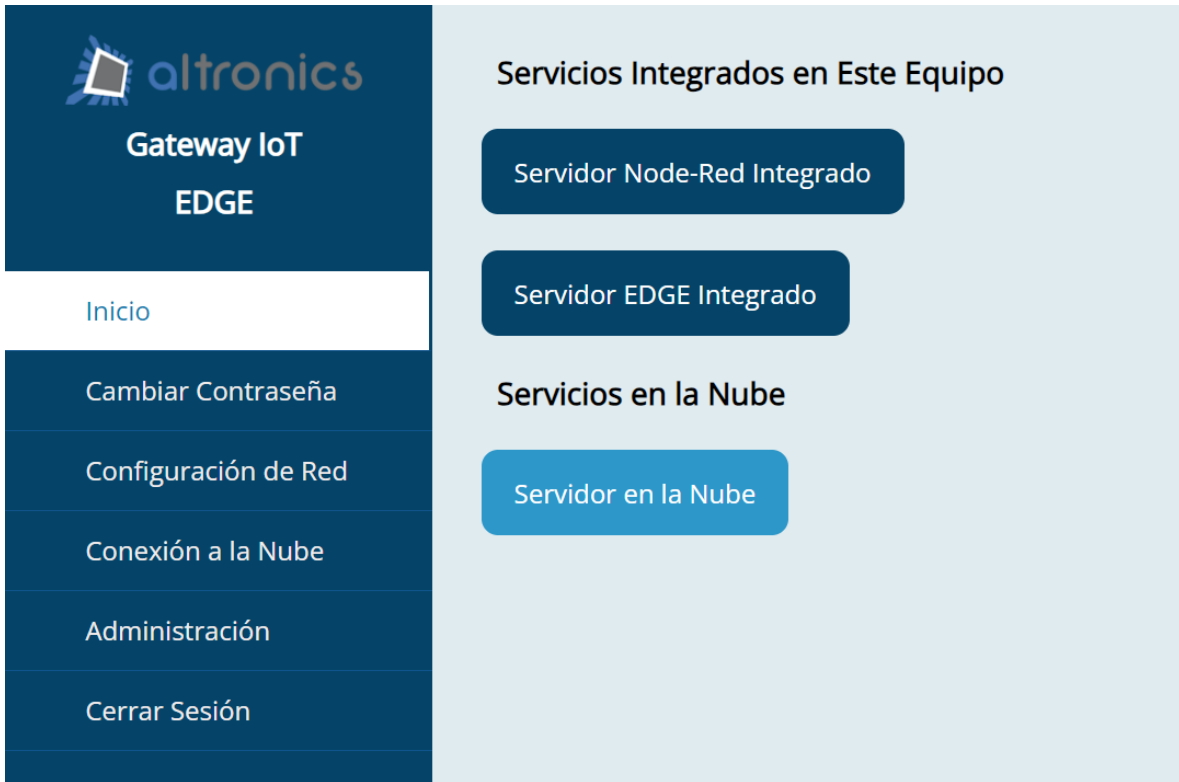 altronics
Gateway IoT
EDGE
Inicio
Cambiar Contraseña
Configuración de Red
Conexión a la Nube
Administración
Cerrar Sesión
Servicios Integrados en Este Equipo
Servidor Node-Red Integrado
Servidor EDGE Integrado
Servicios en la Nube
Servidor en la Nube